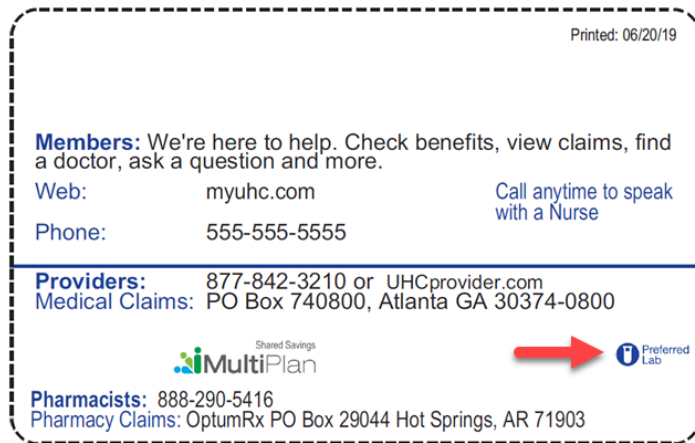 Printed: 06/20/19
Members: We're here to help. Check benefits, view claims, find
a doctor, ask a question and more.
Web: myuhc.com
Call anytime to speak
with a Nurse
Phone: 555-555-5555
Providers: 877-842-3210 or UHCprovider.com
Medical Claims: PO Box 740800, Atlanta GA 30374-0800
Shared Savings
MultiPlan
Preferred
Lab
Pharmacists: 888-290-5416
Pharmacy Claims: OptumRx PO Box 29044 Hot Springs, AR 71903